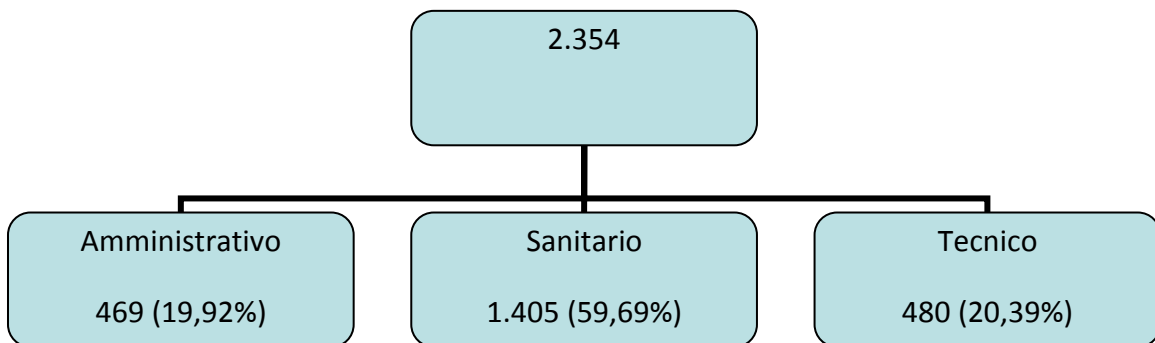 2.354
Amministrativo
469 (19,92%)
Sanitario
1.405 (59,69%)
Tecnico
480 (20,39%)